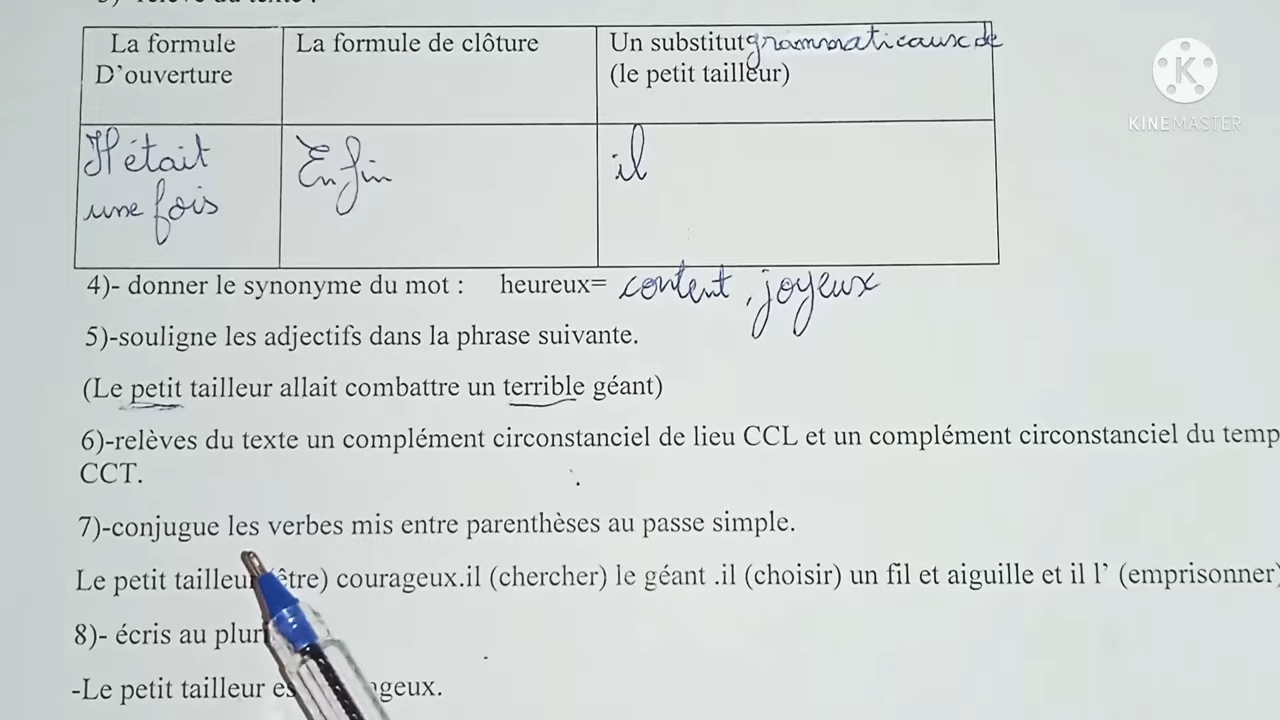 La formule
D'ouverture
La formule de clôture
Un substitut grammaticaux de
(le petit tailleur)
Il était
une fois
Enfin
il
4)- donner le synonyme du mot : heureux= content, joyeux
5)-souligne les adjectifs dans la phrase suivante.
(Le petit tailleur allait combattre un terrible géant)
6)-relèves du texte un complément circonstanciel de lieu CCL et un complément circonstanciel du temp
CCT.
7)-conjugue les verbes mis entre parenthèses au passe simple.
Le petit tailleur (être) courageux.il (chercher) le géant .il (choisir) un fil et aiguille et il l' (emprisonner)
8)- écris au pluri
-Le petit tailleur es ageux.
KINEMASTER